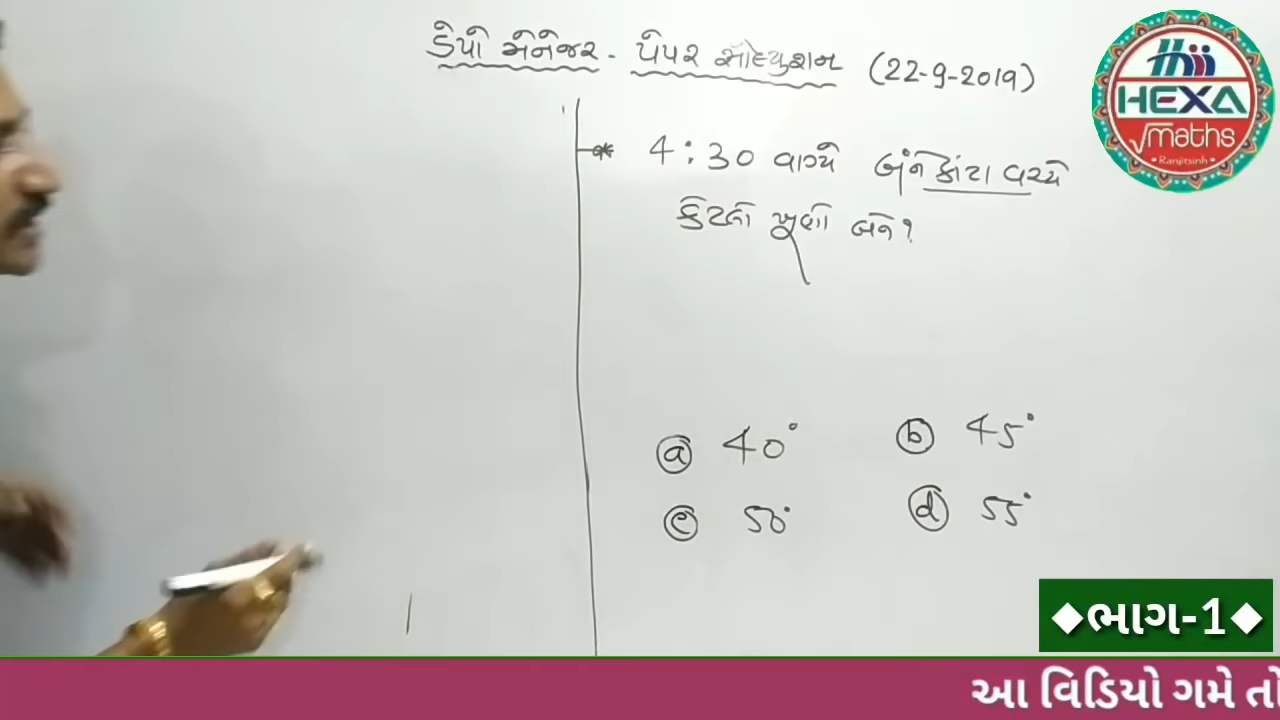 ડેપો મેનેજર - પેપર સૉલ્યુશન (22-9-2019)
* 4:30 વાગ્યે બંને કાંટા વચ્ચે
કેટલો ખૂણો બને?
ⓐ 40° ⓑ 45°
ⓒ 50° ⓓ 55°
HEXA
√maths
Ranjitsinh
◆ભાગ-1◆
આ વિડિયો ગમે તો